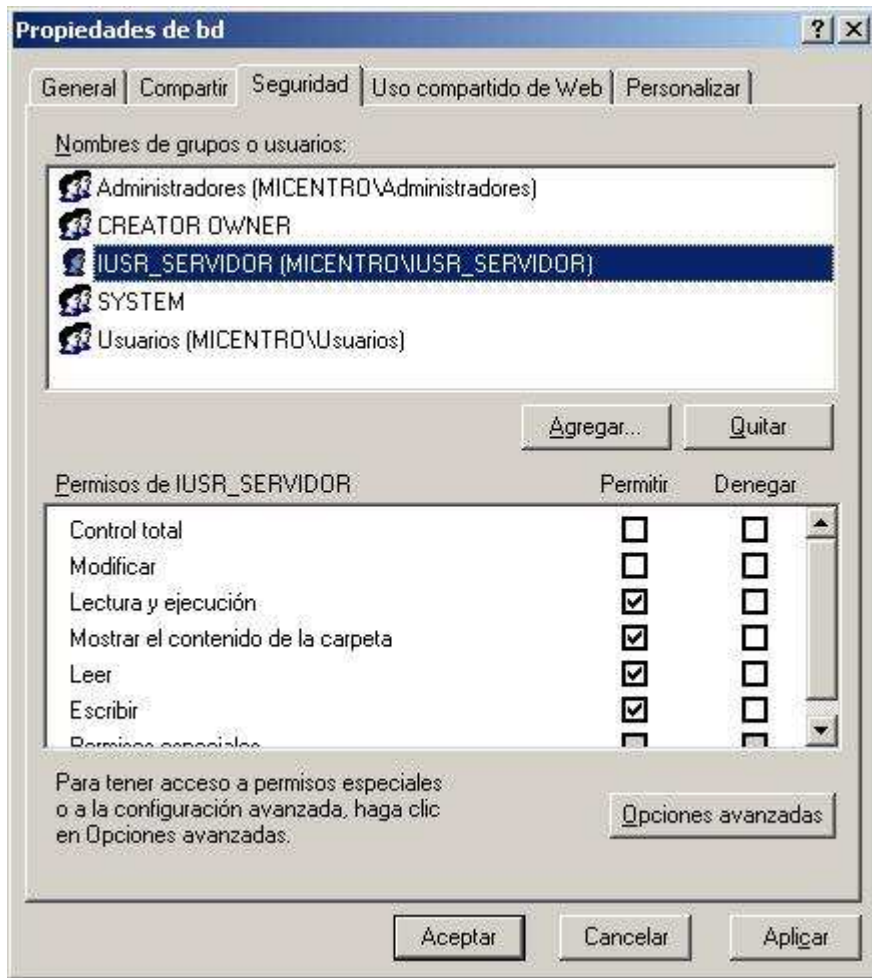 Propiedades de bd
General Compartir Seguridad Uso compartido de Web Personalizar
Nombres de grupos o usuarios:
Administradores (MICENTRO\Administradores)
CREATOR OWNER
IUSR_SERVIDOR (MICENTRO\IUSR_SERVIDOR)
SYSTEM
Usuarios (MICENTRO\Usuarios)
Agregar... Quitar
Permisos de IUSR_SERVIDOR Permitir Denegar
Control total
Modificar
Lectura y ejecución
Mostrar el contenido de la carpeta
Leer
Escribir
Permisos especiales
Para tener acceso a permisos especiales
o a la configuración avanzada, haga clic
en Opciones avanzadas.
Opciones avanzadas
Aceptar Cancelar Aplicar